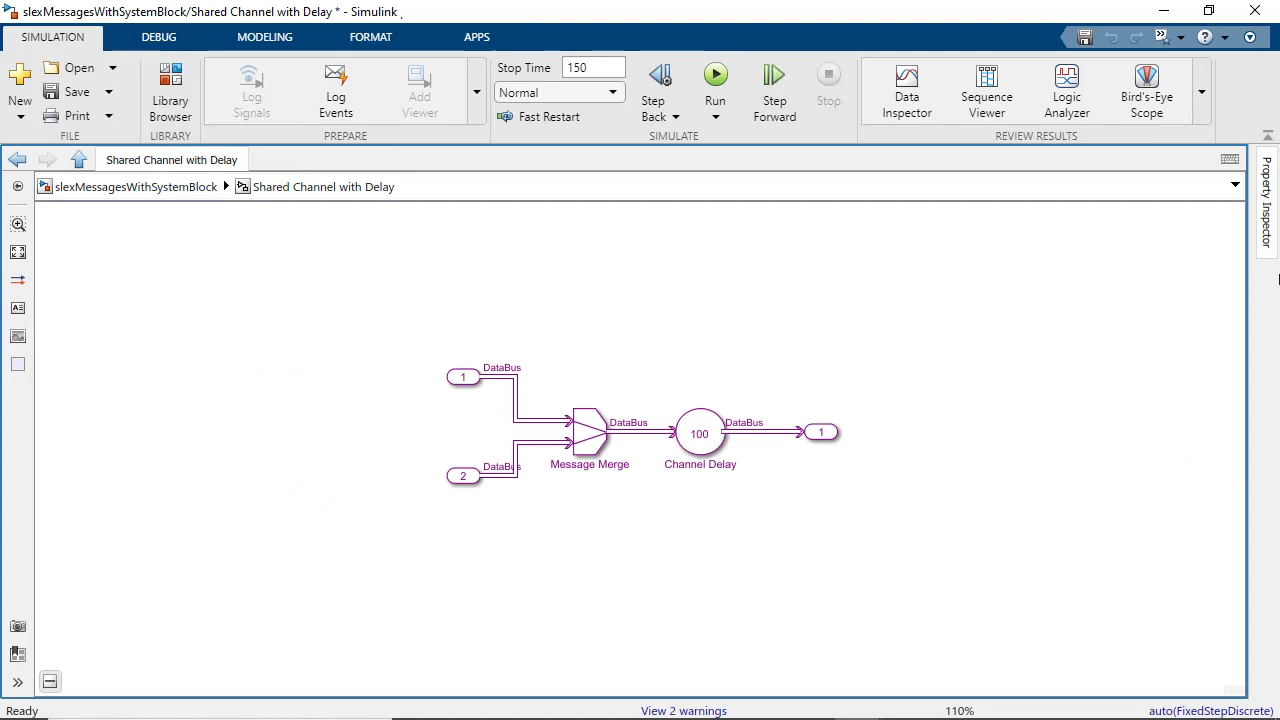 slexMessagesWithSystemBlock/Shared Channel with Delay * - Simulink
SIMULATION
DEBUG
MODELING
FORMAT
APPS
New
Open
Save
Print
FILE
Library
Browser
LIBRARY
Log
Signals
Log
Events
Add
Viewer
PREPARE
Stop Time
150
Normal
Fast Restart
Step
Back
Run
Step
Forward
Stop
SIMULATE
Data
Inspector
Sequence
Viewer
Logic
Analyzer
Bird's-Eye
Scope
REVIEW RESULTS
Shared Channel with Delay
slexMessagesWithSystemBlock
Shared Channel with Delay
Property Inspector
1
DataBus
2
DataBus
Message Merge
DataBus
100
Channel Delay
DataBus
1
Ready
View 2 warnings
110%
auto(FixedStepDiscrete)